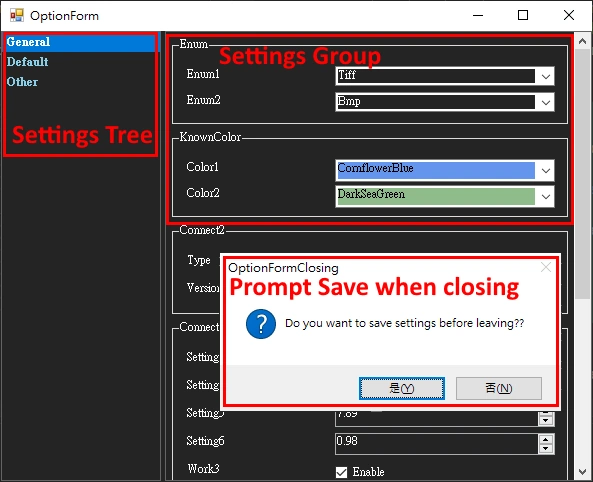 OptionForm
General
Default
Other
Settings Tree
Enum
Settings Group
Enum1
Tiff
Enum2
Bmp
KnownColor
Color1
CornflowerBlue
Color2
DarkSeaGreen
Connect2
Type
Version
OptionFormClosing
Prompt Save when closing
Do you want to save settings before leaving??
是(Y)
否(N)
Connect
Setting
Setting
Setting5
7.89
Setting6
0.98
Work3
Enable